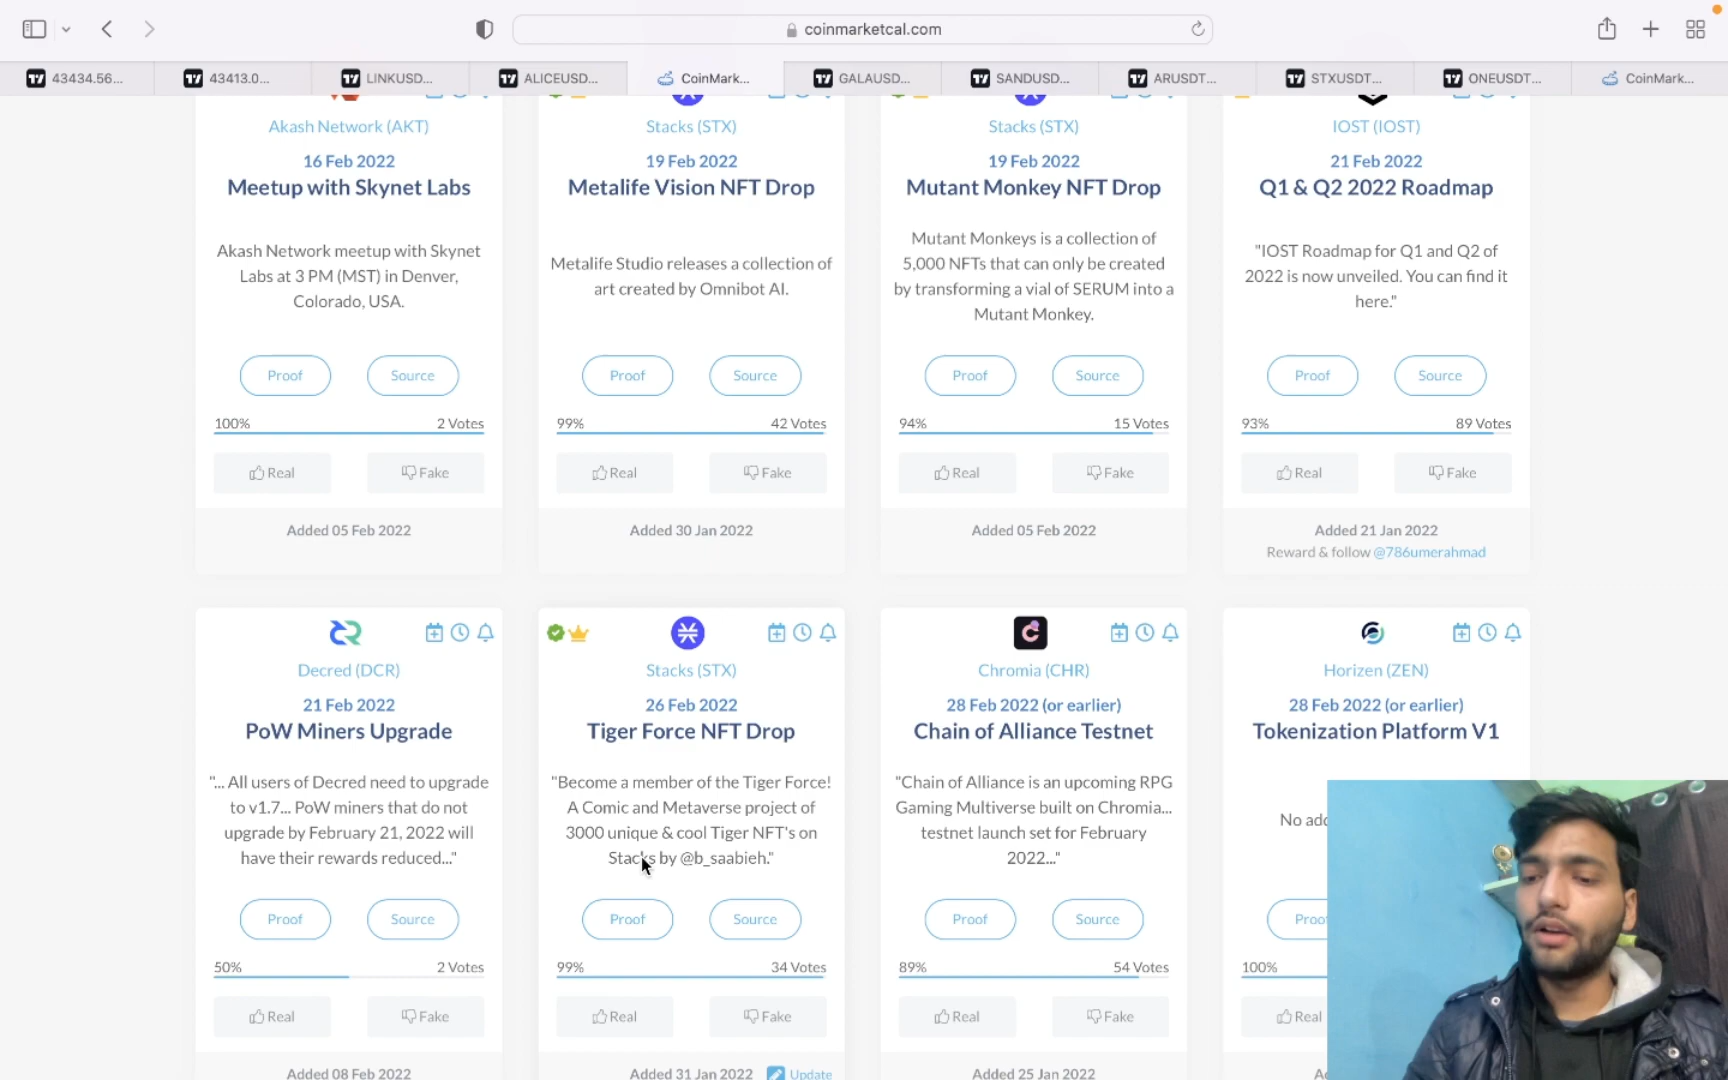 coinmarketcal.com
43434.56...
43413.0...
LINKUSD...
ALICEUSD...
CoinMark...
GALAUSD...
SANDUSD...
ARUSDT...
STXUSDT...
ONEUSDT...
CoinMark...
Akash Network (AKT)
16 Feb 2022
Meetup with Skynet Labs
Akash Network meetup with Skynet
Labs at 3 PM (MST) in Denver,
Colorado, USA.
Proof
Source
100%
2 Votes
Real
Fake
Added 05 Feb 2022
Stacks (STX)
19 Feb 2022
Metalife Vision NFT Drop
Metalife Studio releases a collection of
art created by Omnibot AI.
Proof
Source
99%
42 Votes
Real
Fake
Added 30 Jan 2022
Stacks (STX)
19 Feb 2022
Mutant Monkey NFT Drop
Mutant Monkeys is a collection of
5,000 NFTs that can only be created
by transforming a vial of SERUM into a
Mutant Monkey.
Proof
Source
94%
15 Votes
Real
Fake
Added 05 Feb 2022
IOST (IOST)
21 Feb 2022
Q1 & Q2 2022 Roadmap
"IOST Roadmap for Q1 and Q2 of
2022 is now unveiled. You can find it
here."
Proof
Source
93%
89 Votes
Real
Fake
Added 21 Jan 2022
Reward & follow @786umerahmad
Decred (DCR)
21 Feb 2022
PoW Miners Upgrade
"... All users of Decred need to upgrade
to v1.7... PoW miners that do not
upgrade by February 21, 2022 will
have their rewards reduced..."
Proof
Source
50%
2 Votes
Real
Fake
Added 08 Feb 2022
Stacks (STX)
26 Feb 2022
Tiger Force NFT Drop
"Become a member of the Tiger Force!
A Comic and Metaverse project of
3000 unique & cool Tiger NFT's on
Stacks by @b_saabieh."
Proof
Source
99%
34 Votes
Real
Fake
Added 31 Jan 2022
Update
Chromia (CHR)
28 Feb 2022 (or earlier)
Chain of Alliance Testnet
"Chain of Alliance is an upcoming RPG
Gaming Multiverse built on Chromia...
testnet launch set for February
2022..."
Proof
Source
89%
54 Votes
Real
Fake
Added 25 Jan 2022
Horizen (ZEN)
28 Feb 2022 (or earlier)
Tokenization Platform V1
No
100%
Real